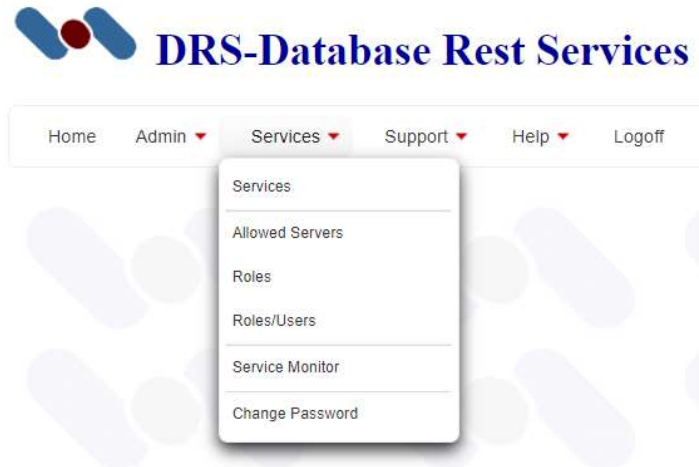 DRS-Database Rest Services
Home Admin Services Support Help Logoff
Services
Allowed Servers
Roles
Roles/Users
Service Monitor
Change Password